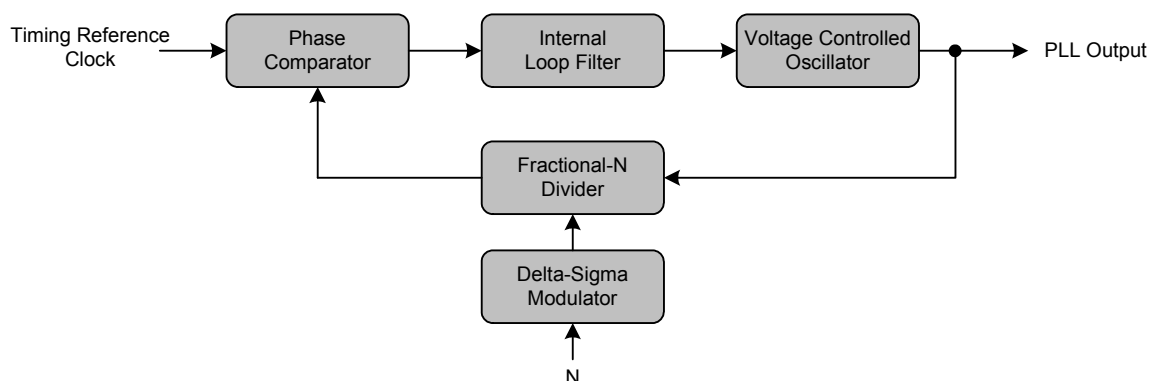 Timing Reference
Clock
Phase
Comparator
Internal
Loop Filter
Voltage Controlled
Oscillator
PLL Output
Fractional-N
Divider
Delta-Sigma
Modulator
N